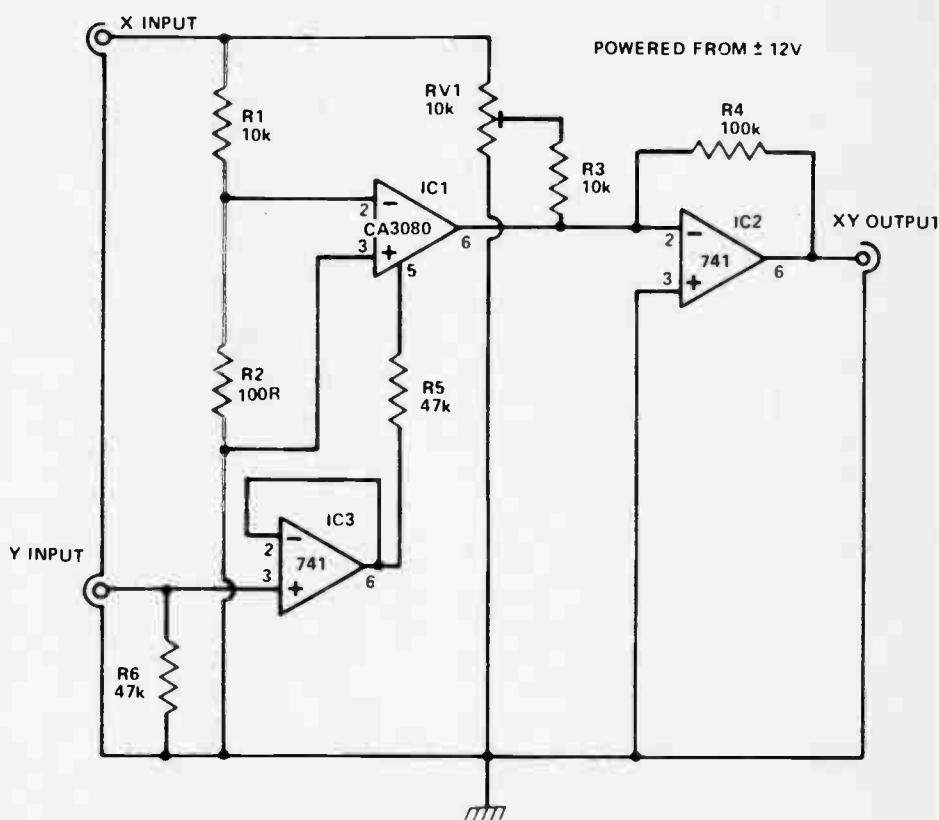 X INPUT
POWERED FROM ± 12V
R1
10k
RV1
10k
R3
10k
R4
100k
IC1
2
−
CA3080
3
+
5
6
IC2
2
−
741
3
+
6
XY OUTPUT
R2
100R
R5
47k
IC3
2
−
741
3
+
6
Y INPUT
R6
47k